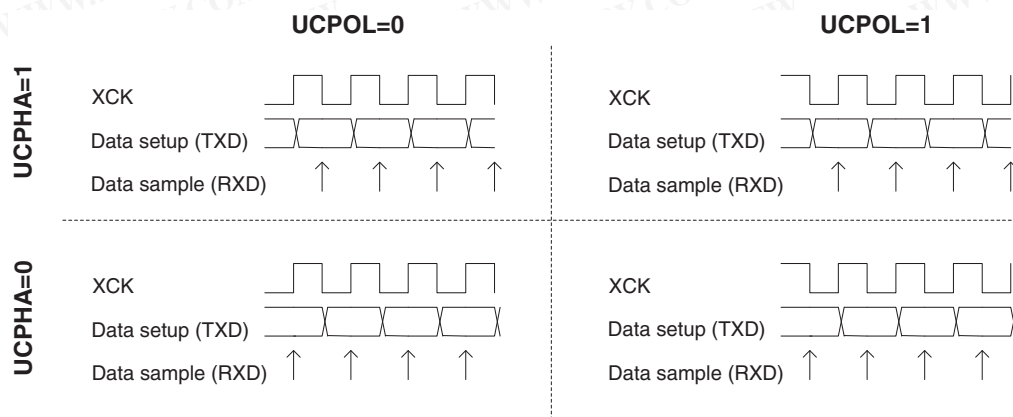 UCPOL=0
UCPOL=1
UCPHA=1
XCK
Data setup (TXD)
Data sample (RXD)
XCK
Data setup (TXD)
Data sample (RXD)
UCPHA=0
XCK
Data setup (TXD)
Data sample (RXD)
XCK
Data setup (TXD)
Data sample (RXD)